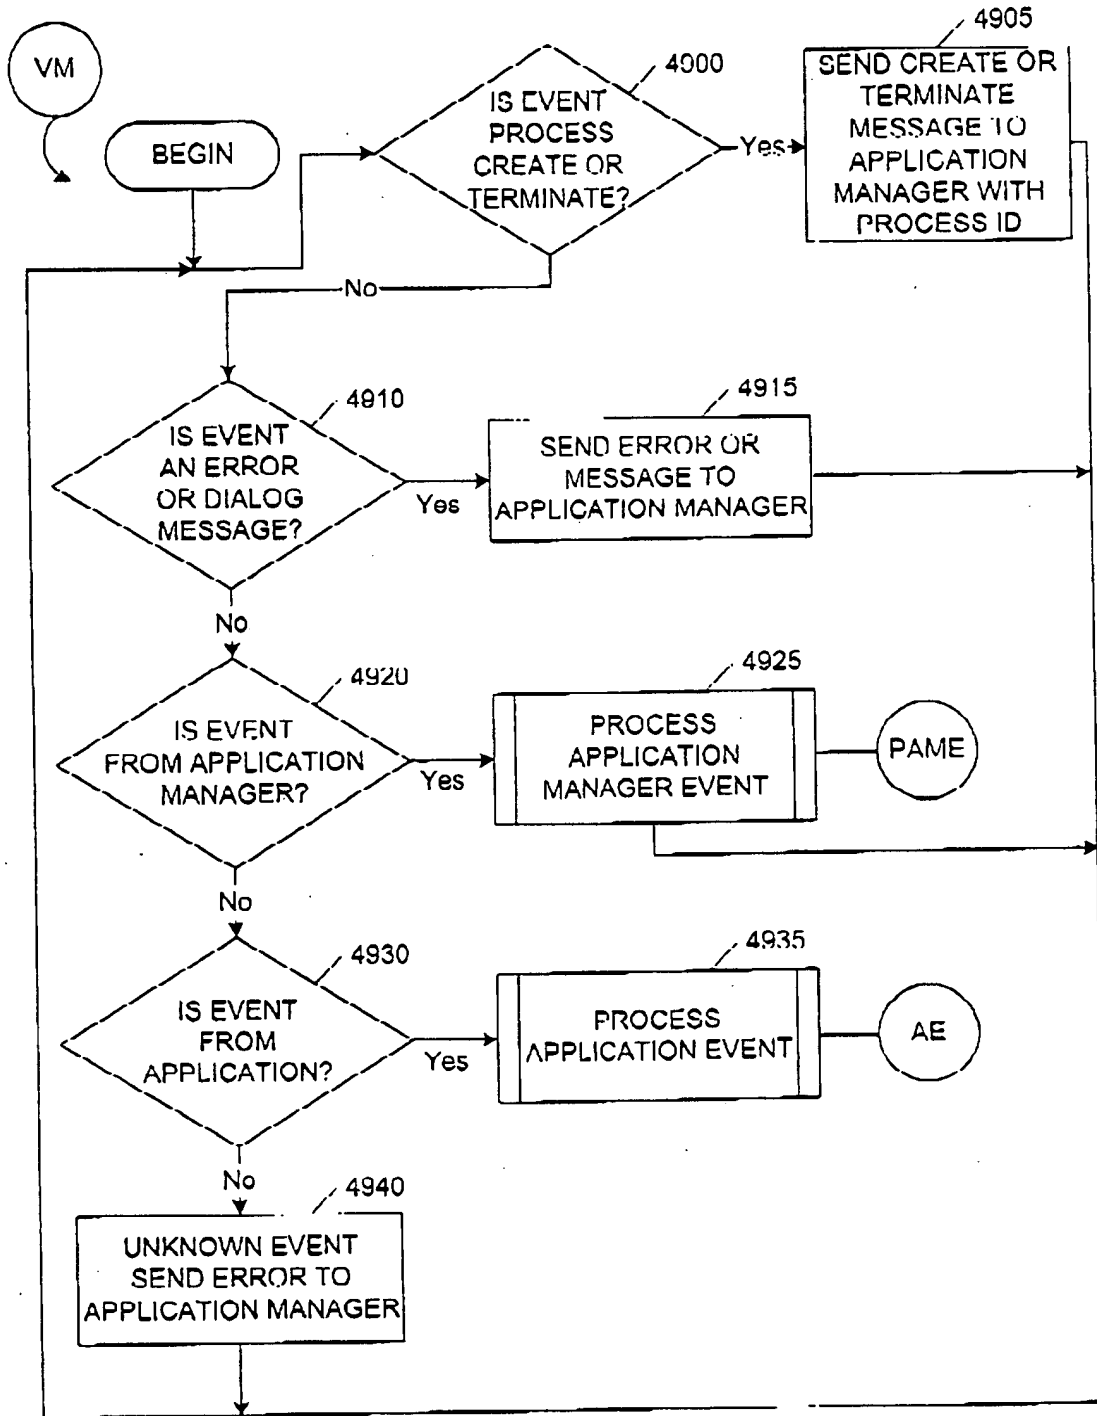 VM
BEGIN
4900
IS EVENT
PROCESS
CREATE OR
TERMINATE?
Yes
4905
SEND CREATE OR
TERMINATE
MESSAGE TO
APPLICATION
MANAGER WITH
PROCESS ID
No
4910
IS EVENT
AN ERROR
OR DIALOG
MESSAGE?
Yes
4915
SEND ERROR OR
MESSAGE TO
APPLICATION MANAGER
No
4920
IS EVENT
FROM APPLICATION
MANAGER?
Yes
4925
PROCESS
APPLICATION
MANAGER EVENT
PAME
No
4930
IS EVENT
FROM
APPLICATION?
Yes
4935
PROCESS
APPLICATION EVENT
AE
No
4940
UNKNOWN EVENT
SEND ERROR TO
APPLICATION MANAGER